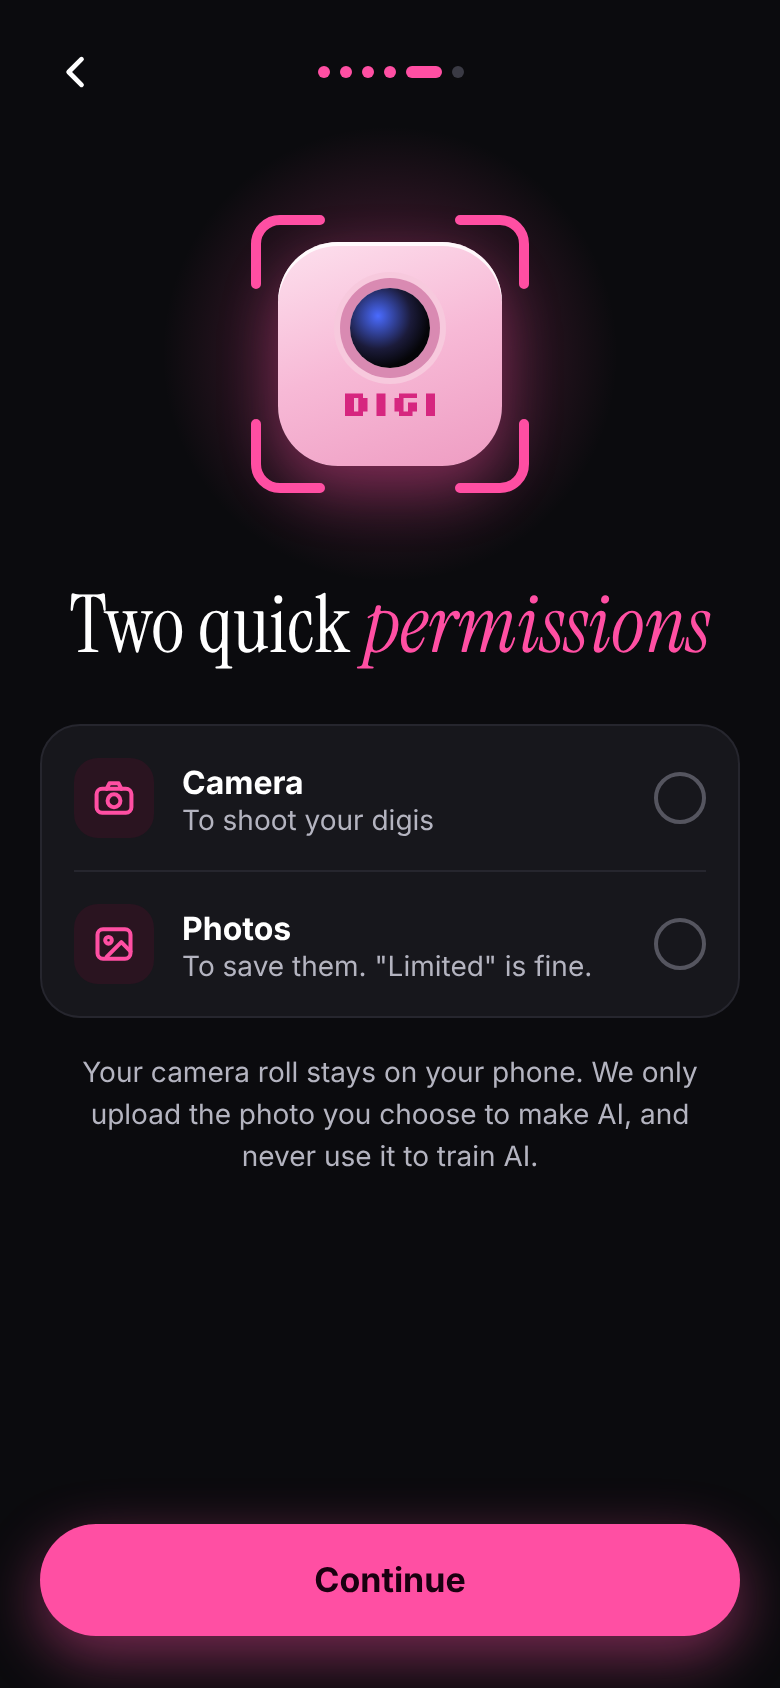 DIGI
Two quick permissions
Camera
To shoot your digis
Photos
To save them. "Limited" is fine.
Your camera roll stays on your phone. We only
upload the photo you choose to make AI, and
never use it to train AI.
Continue